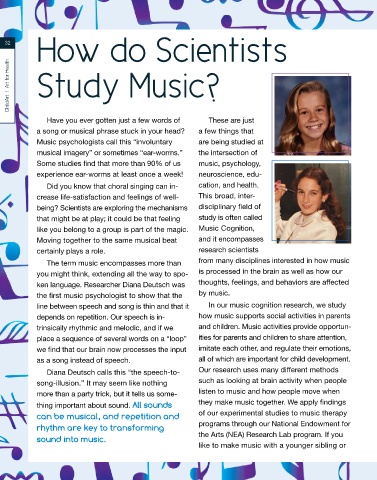 32
ChildArt | Art for Health
How do Scientists
Study Music?
Have you ever gotten just a few words of
a song or musical phrase stuck in your head?
Music psychologists call this “involuntary
musical imagery” or sometimes “ear-worms.”
Some studies find that more than 90% of us
experience ear-worms at least once a week!
Did you know that choral singing can in-
crease life-satisfaction and feelings of well-
being? Scientists are exploring the mechanisms
that might be at play; it could be that feeling
like you belong to a group is part of the magic.
Moving together to the same musical beat
certainly plays a role.
The term music encompasses more than
you might think, extending all the way to spo-
ken language. Researcher Diana Deutsch was
the first music psychologist to show that the
line between speech and song is thin and that it
depends on repetition. Our speech is in-
trinsically rhythmic and melodic, and if we
place a sequence of several words on a “loop”
we find that our brain now processes the input
as a song instead of speech.
Diana Deutsch calls this “the speech-to-
song-illusion.” It may seem like nothing
more than a party trick, but it tells us some-
thing important about sound. All sounds
can be musical, and repetition and
rhythm are key to transforming
sound into music.
These are just
a few things that
are being studied at
the intersection of
music, psychology,
neuroscience, edu-
cation, and health.
This broad, inter-
disciplinary field of
study is often called
Music Cognition,
and it encompasses
research scientists
from many disciplines interested in how music
is processed in the brain as well as how our
thoughts, feelings, and behaviors are affected
by music.
In our music cognition research, we study
how music supports social activities in parents
and children. Music activities provide opportun-
ities for parents and children to share attention,
imitate each other, and regulate their emotions,
all of which are important for child development.
Our research uses many different methods
such as looking at brain activity when people
listen to music and how people move when
they make music together. We apply findings
of our experimental studies to music therapy
programs through our National Endowment for
the Arts (NEA) Research Lab program. If you
like to make music with a younger sibling or